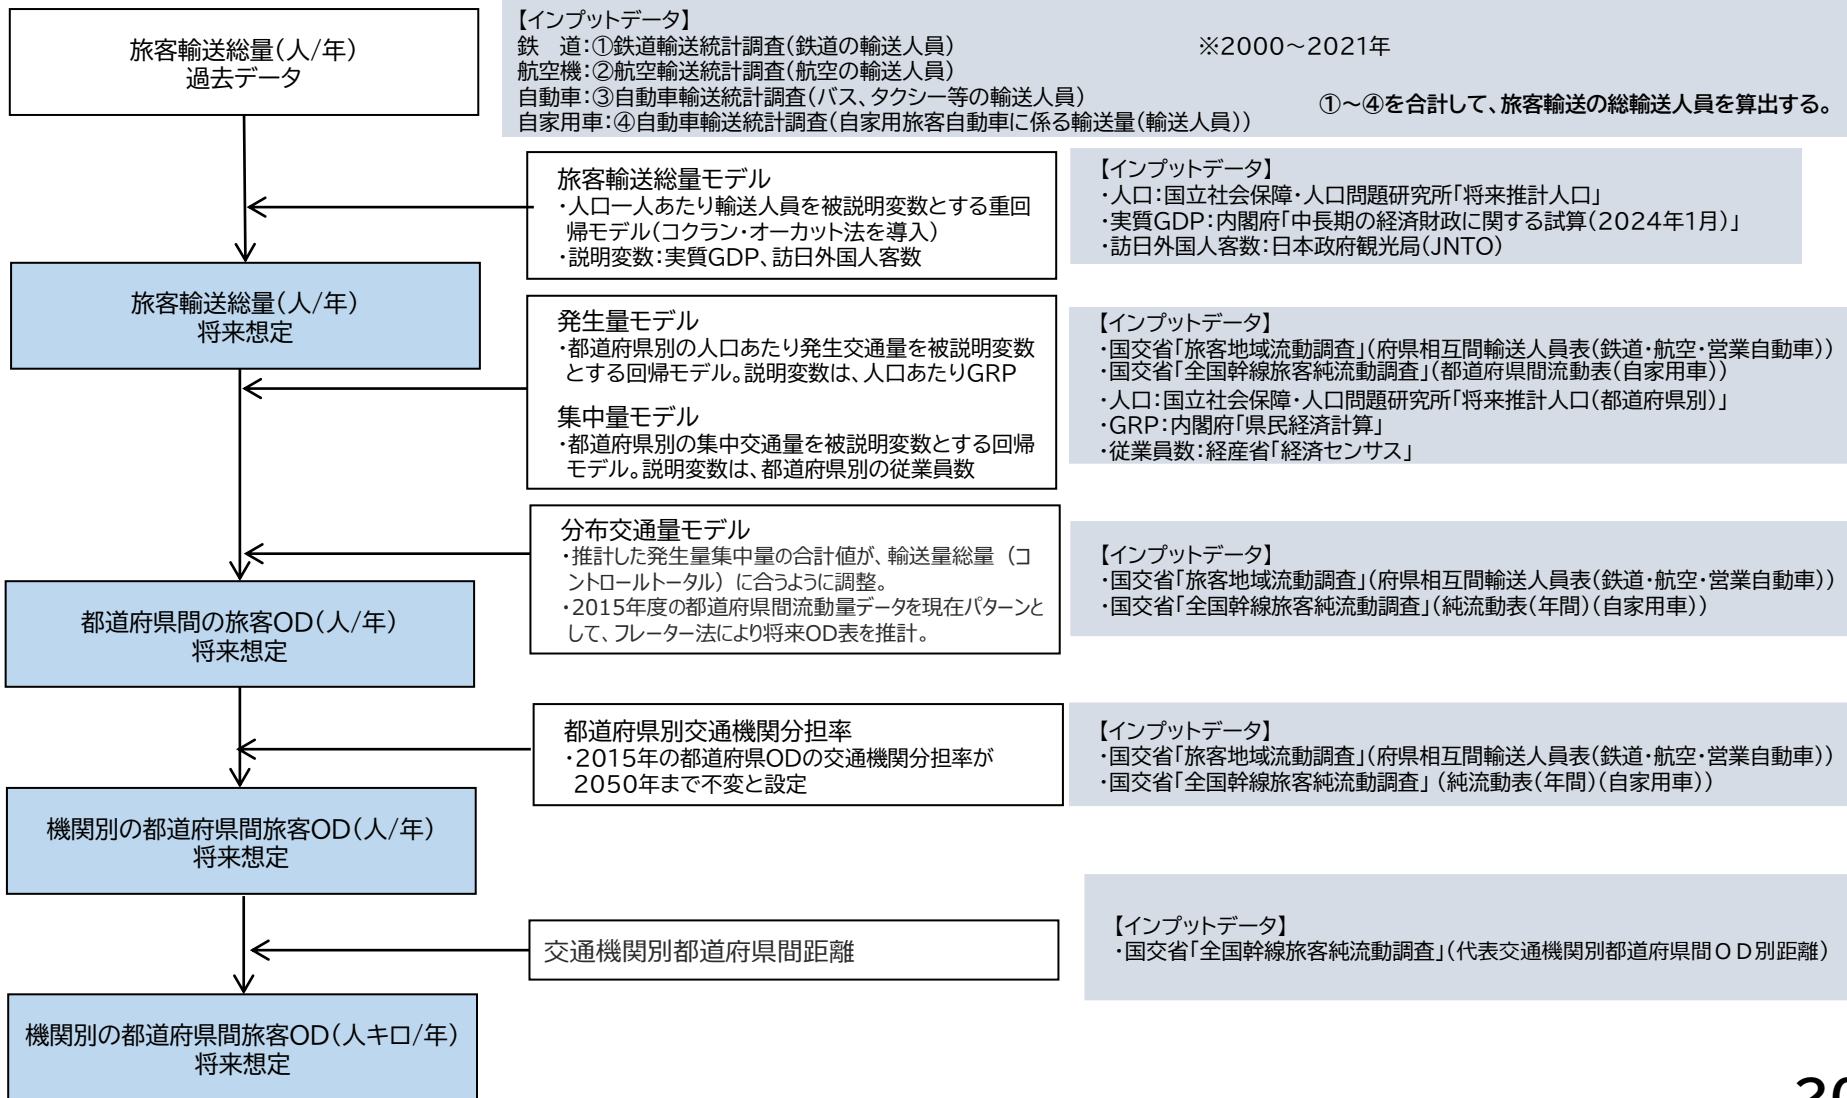 旅客輸送総量(人/年)
過去データ
【インプットデータ】
鉄　道：①鉄道輸送統計調査(鉄道の輸送人員)
※2000～2021年
航空機：②航空輸送統計調査(航空の輸送人員)
自動車：③自動車輸送統計調査(バス、タクシー等の輸送人員)
①～④を合計して、旅客輸送の総輸送人員を算出する。
自家用車：④自動車輸送統計調査(自家用旅客自動車に係る輸送量(輸送人員))
旅客輸送総量モデル
・人口一人あたり輸送人員を被説明変数とする重回
帰モデル(コクラン・オーカット法を導入)
・説明変数：実質GDP、訪日外国人客数
【インプットデータ】
・人口：国立社会保障・人口問題研究所「将来推計人口」
・実質GDP：内閣府「中長期の経済財政に関する試算(2024年1月)」
・訪日外国人客数：日本政府観光局(JNTO)
旅客輸送総量(人/年)
将来想定
発生量モデル
・都道府県別の人口あたり発生交通量を被説明変数
とする回帰モデル。説明変数は、人口あたりGRP
集中量モデル
・都道府県別の集中交通量を被説明変数とする回帰
モデル。説明変数は、都道府県別の従業員数
【インプットデータ】
・国交省「旅客地域流動調査」(府県相互間輸送人員表(鉄道・航空・営業自動車))
・国交省「全国幹線旅客純流動調査」(都道府県間流動表(自家用車))
・人口：国立社会保障・人口問題研究所「将来推計人口(都道府県別)」
・GRP：内閣府「県民経済計算」
・従業員数：経産省「経済センサス」
分布交通量モデル
・推計した発生量集中量の合計値が、輸送量総量（コ
ントロールトータル）に合うように調整。
・2015年度の都道府県間流動量データを現在パターンと
して、フレーター法により将来OD表を推計。
【インプットデータ】
・国交省「旅客地域流動調査」(府県相互間輸送人員表(鉄道・航空・営業自動車))
・国交省「全国幹線旅客純流動調査」(純流動表(年間)(自家用車))
都道府県間の旅客OD(人/年)
将来想定
都道府県別交通機関分担率
・2015年の都道府県ODの交通機関分担率が
2050年まで不変と設定
【インプットデータ】
・国交省「旅客地域流動調査」(府県相互間輸送人員表(鉄道・航空・営業自動車))
・国交省「全国幹線旅客純流動調査」 (純流動表(年間)(自家用車))
機関別の都道府県間旅客OD(人/年)
将来想定
交通機関別都道府県間距離
【インプットデータ】
・国交省「全国幹線旅客純流動調査」(代表交通機関別都道府県間ＯＤ別距離)
機関別の都道府県間旅客OD(人キロ/年)
将来想定